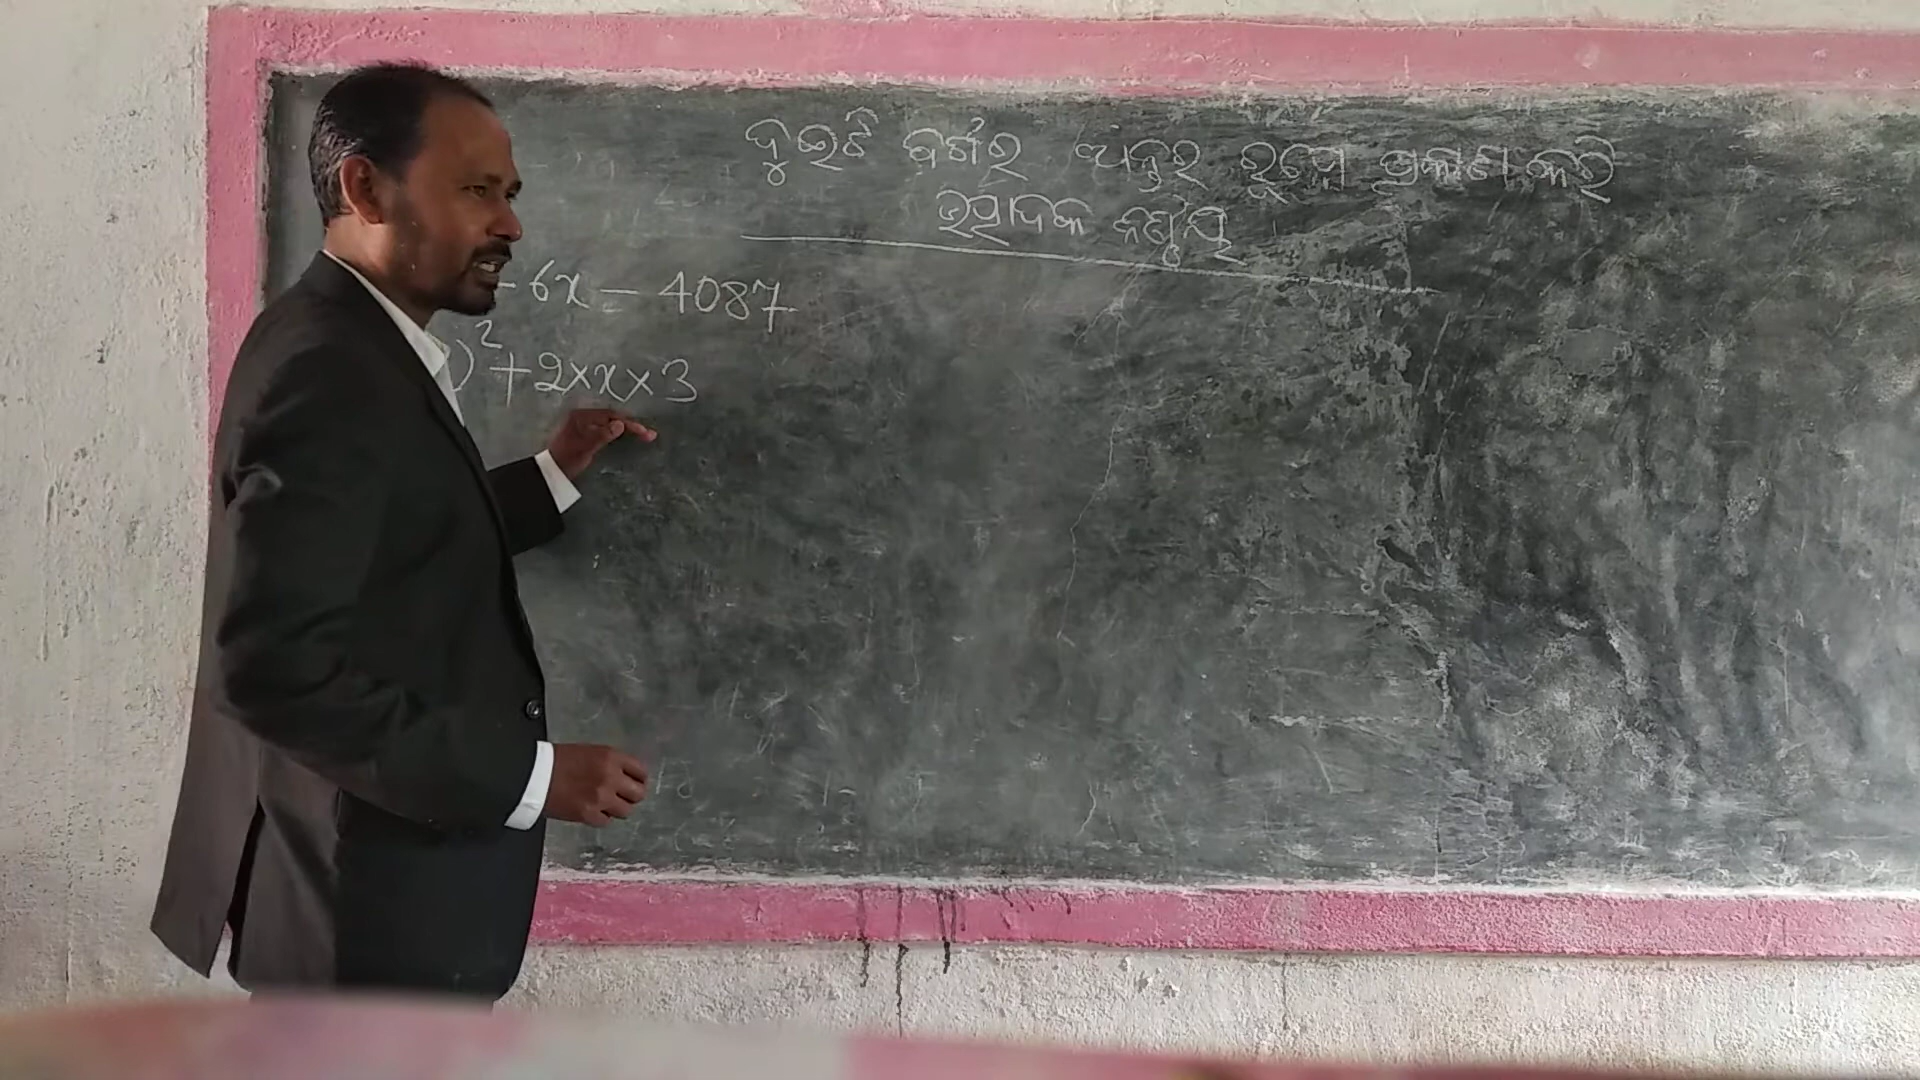 ଦୁଇଟି ବର୍ଗର ଅନ୍ତର ରୂପେ ପ୍ରକାଶ କରି
ଉତ୍ପାଦକ ନିର୍ଣ୍ଣୟ
- 6x - 4087
)² + 2×x×3